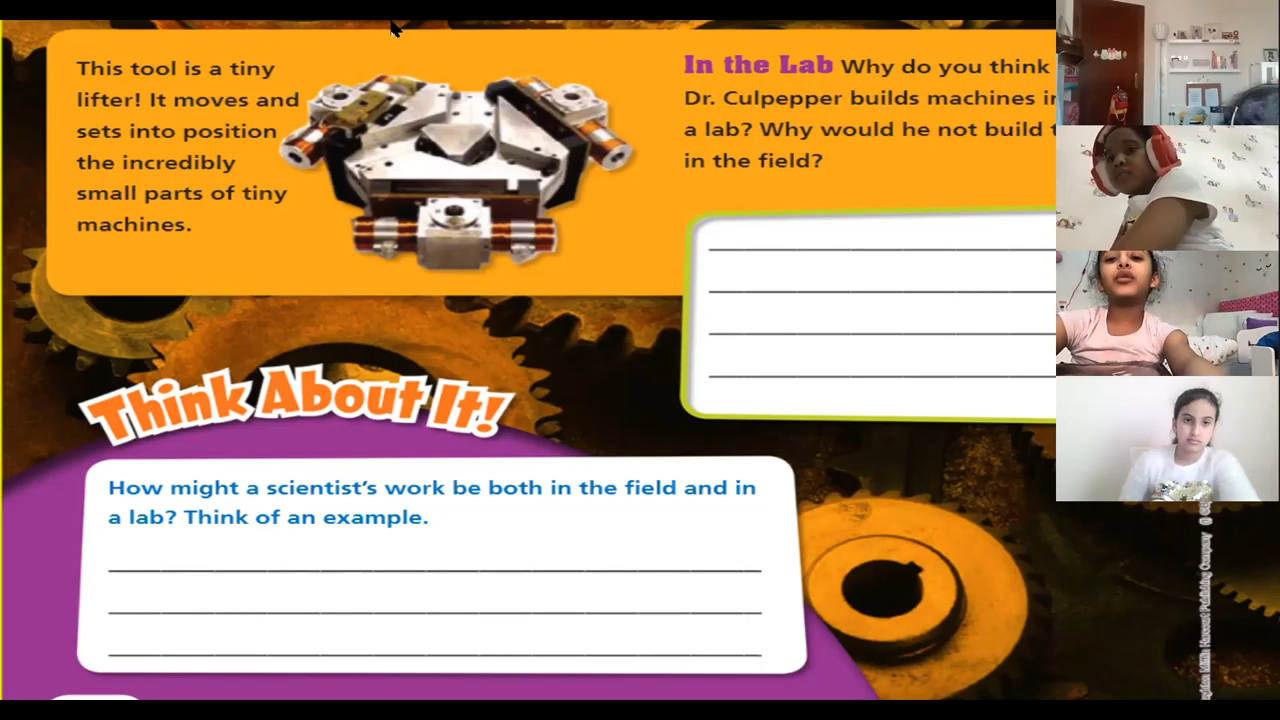 This tool is a tiny
lifter! It moves and
sets into position
the incredibly
small parts of tiny
machines.
In the Lab Why do you think
Dr. Culpepper builds machines in
a lab? Why would he not build
in the field?
Think About It!
How might a scientist's work be both in the field and in
a lab? Think of an example.
Harcourt Publishing Company